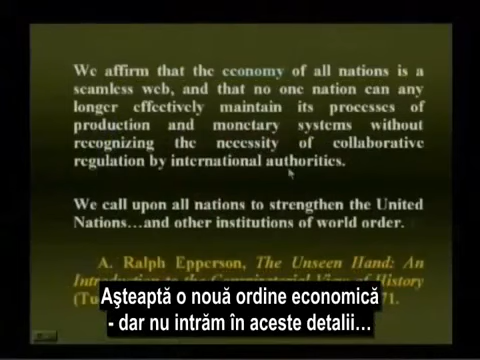 We affirm that the economy of all nations is a
seamless web, and that no one nation can any
longer effectively maintain its processes of
production and monetary systems without
recognizing the necessity of collaborative
regulation by international authorities.
We call upon all nations to strengthen the United
Nations…and other institutions of world order.
A. Ralph Epperson, The Unseen Hand: An
Introduction to the Conspiratorial View of History
(Tu 71.
Aşteaptă o nouă ordine economică
- dar nu intrăm în aceste detalii...